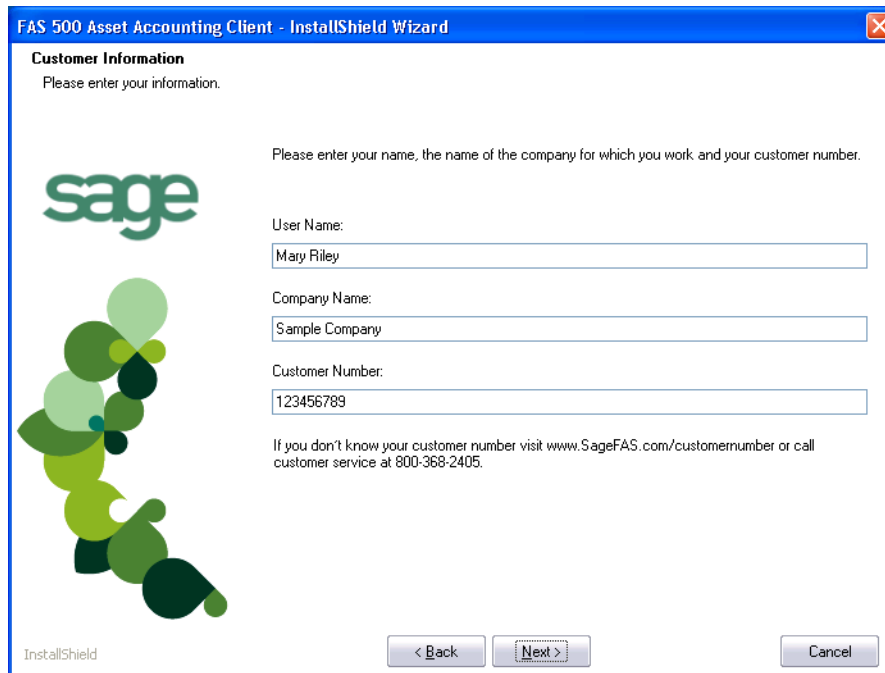 FAS 500 Asset Accounting Client - InstallShield Wizard
Customer Information
Please enter your information.
sage
Please enter your name, the name of the company for which you work and your customer number.
User Name:
Mary Riley
Company Name:
Sample Company
Customer Number:
123456789
If you don't know your customer number visit www.SageFAS.com/customernumber or call
customer service at 800-368-2405.
InstallShield
< Back
Next >
Cancel